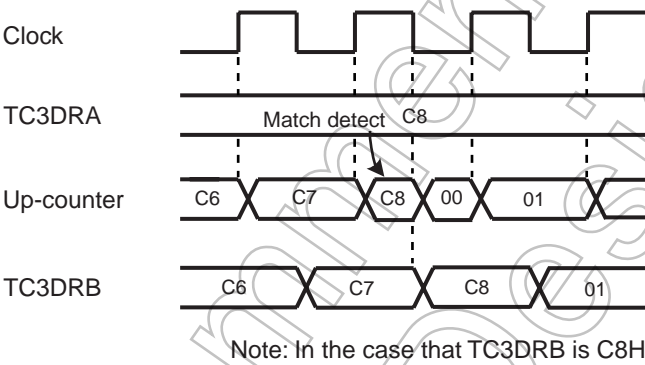 Clock
TC3DRA
Match detect C8
Up-counter C6 C7 C8 00 01
TC3DRB C6 C7 C8 01
Note: In the case that TC3DRB is C8H